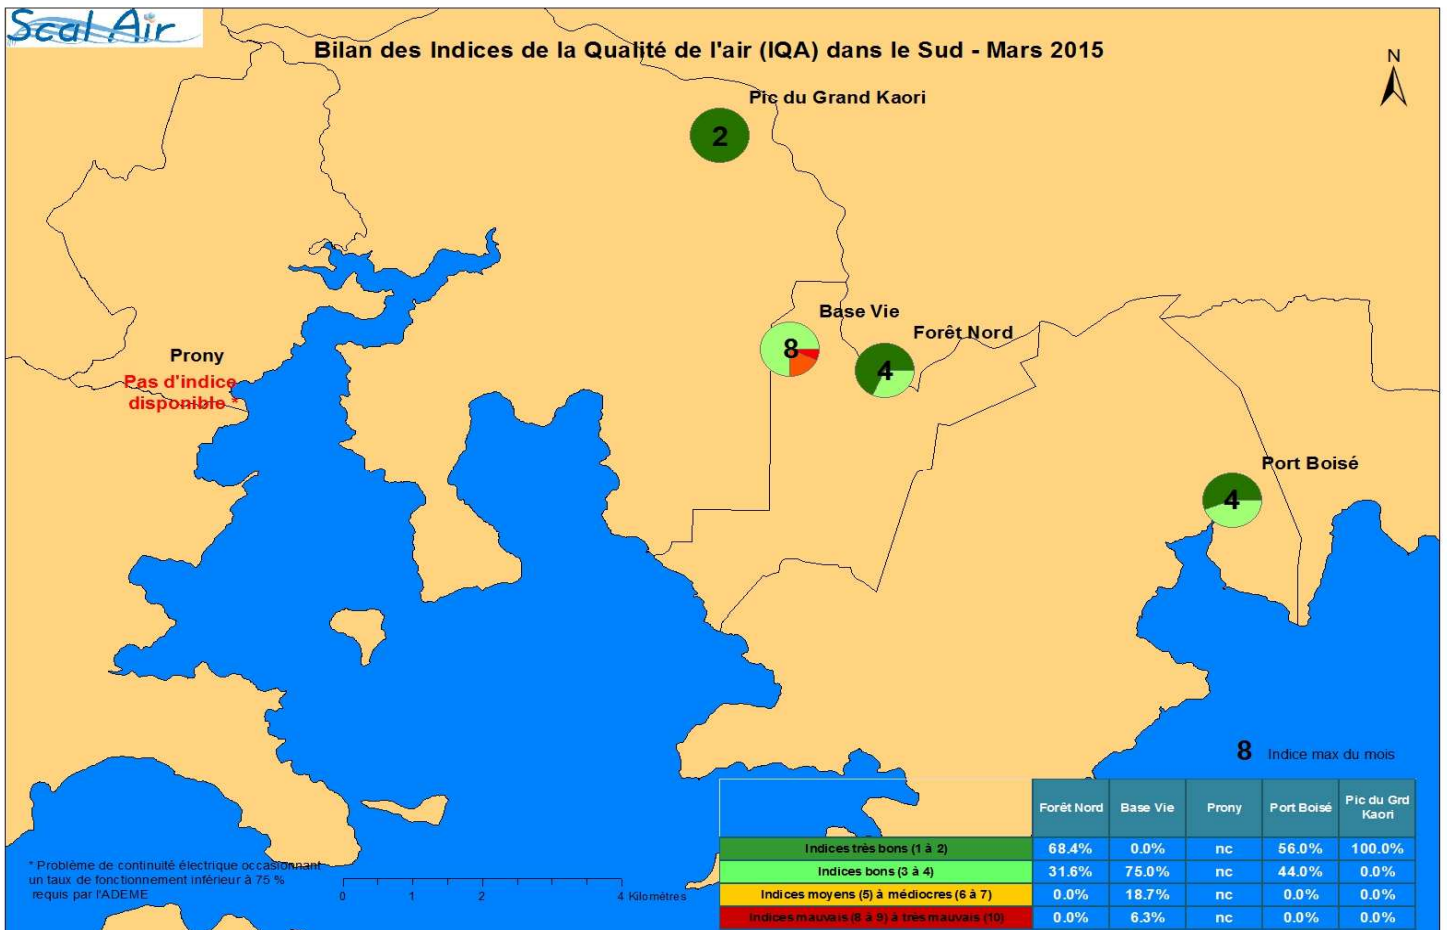 Scal Air
Bilan des Indices de la Qualité de l'air (IQA) dans le Sud - Mars 2015
N
Pic du Grand Kaori
2
Base Vie
8
Forêt Nord
4
Prony
Pas d'indice
disponible *
Port Boisé
4
8 Indice max du mois
Forêt Nord Base Vie Prony Port Boisé Pic du Grd
Kaori
Indices très bons (1 à 2) 68.4% 0.0% nc 56.0% 100.0%
Indices bons (3 à 4) 31.6% 75.0% nc 44.0% 0.0%
Indices moyens (5) à médiocres (6 à 7) 0.0% 18.7% nc 0.0% 0.0%
Indices mauvais (8 à 9) à très mauvais (10) 0.0% 6.3% nc 0.0% 0.0%
* Problème de continuité électrique occasionnant
un taux de fonctionnement inférieur à 75 %
requis par l'ADEME
0 1 2 4 Kilomètres